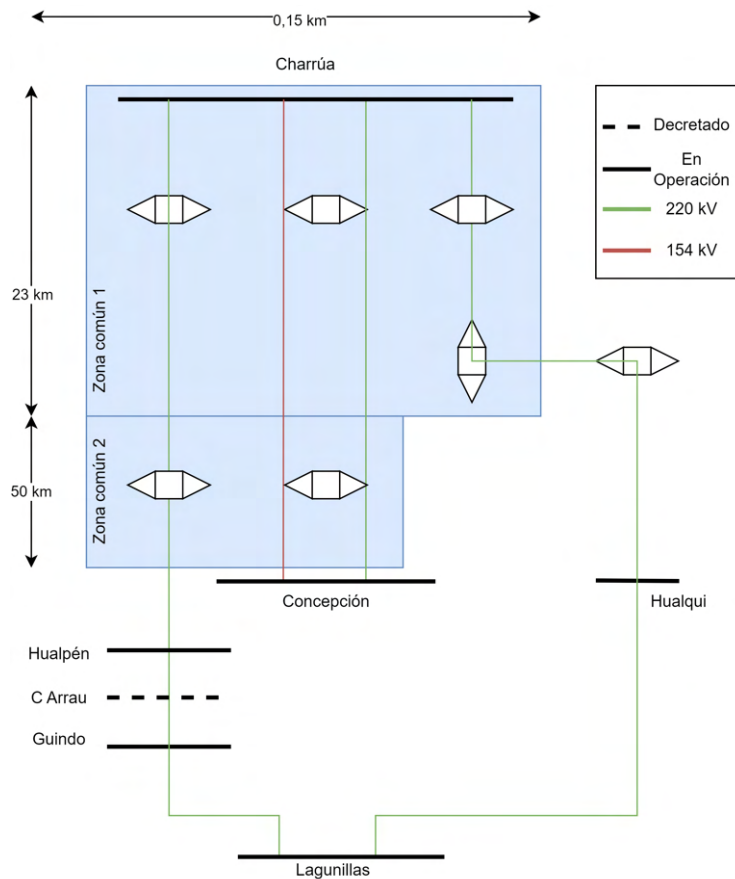 0,15 km
Charrúa
Decretado
En
Operación
220 kV
154 kV
23 km
Zona común 1
50 km
Zona común 2
Concepción
Hualqui
Hualpén
C Arrau
Guindo
Lagunillas